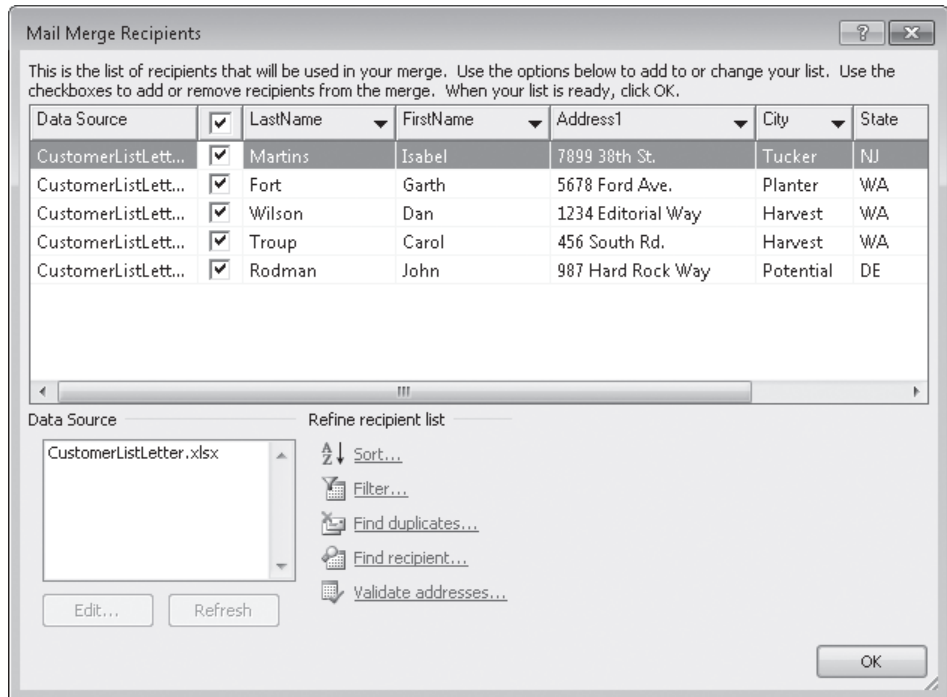 Mail Merge Recipients
This is the list of recipients that will be used in your merge. Use the options below to add to or change your list. Use the
checkboxes to add or remove recipients from the merge. When your list is ready, click OK.
Data Source LastName FirstName Address1 City State
CustomerListLett... Martins Isabel 7899 38th St. Tucker NJ
CustomerListLett... Fort Garth 5678 Ford Ave. Planter WA
CustomerListLett... Wilson Dan 1234 Editorial Way Harvest WA
CustomerListLett... Troup Carol 456 South Rd. Harvest WA
CustomerListLett... Rodman John 987 Hard Rock Way Potential DE
Data Source
CustomerListLetter.xlsx
Edit... Refresh
Refine recipient list
Sort...
Filter...
Find duplicates...
Find recipient...
Validate addresses...
OK